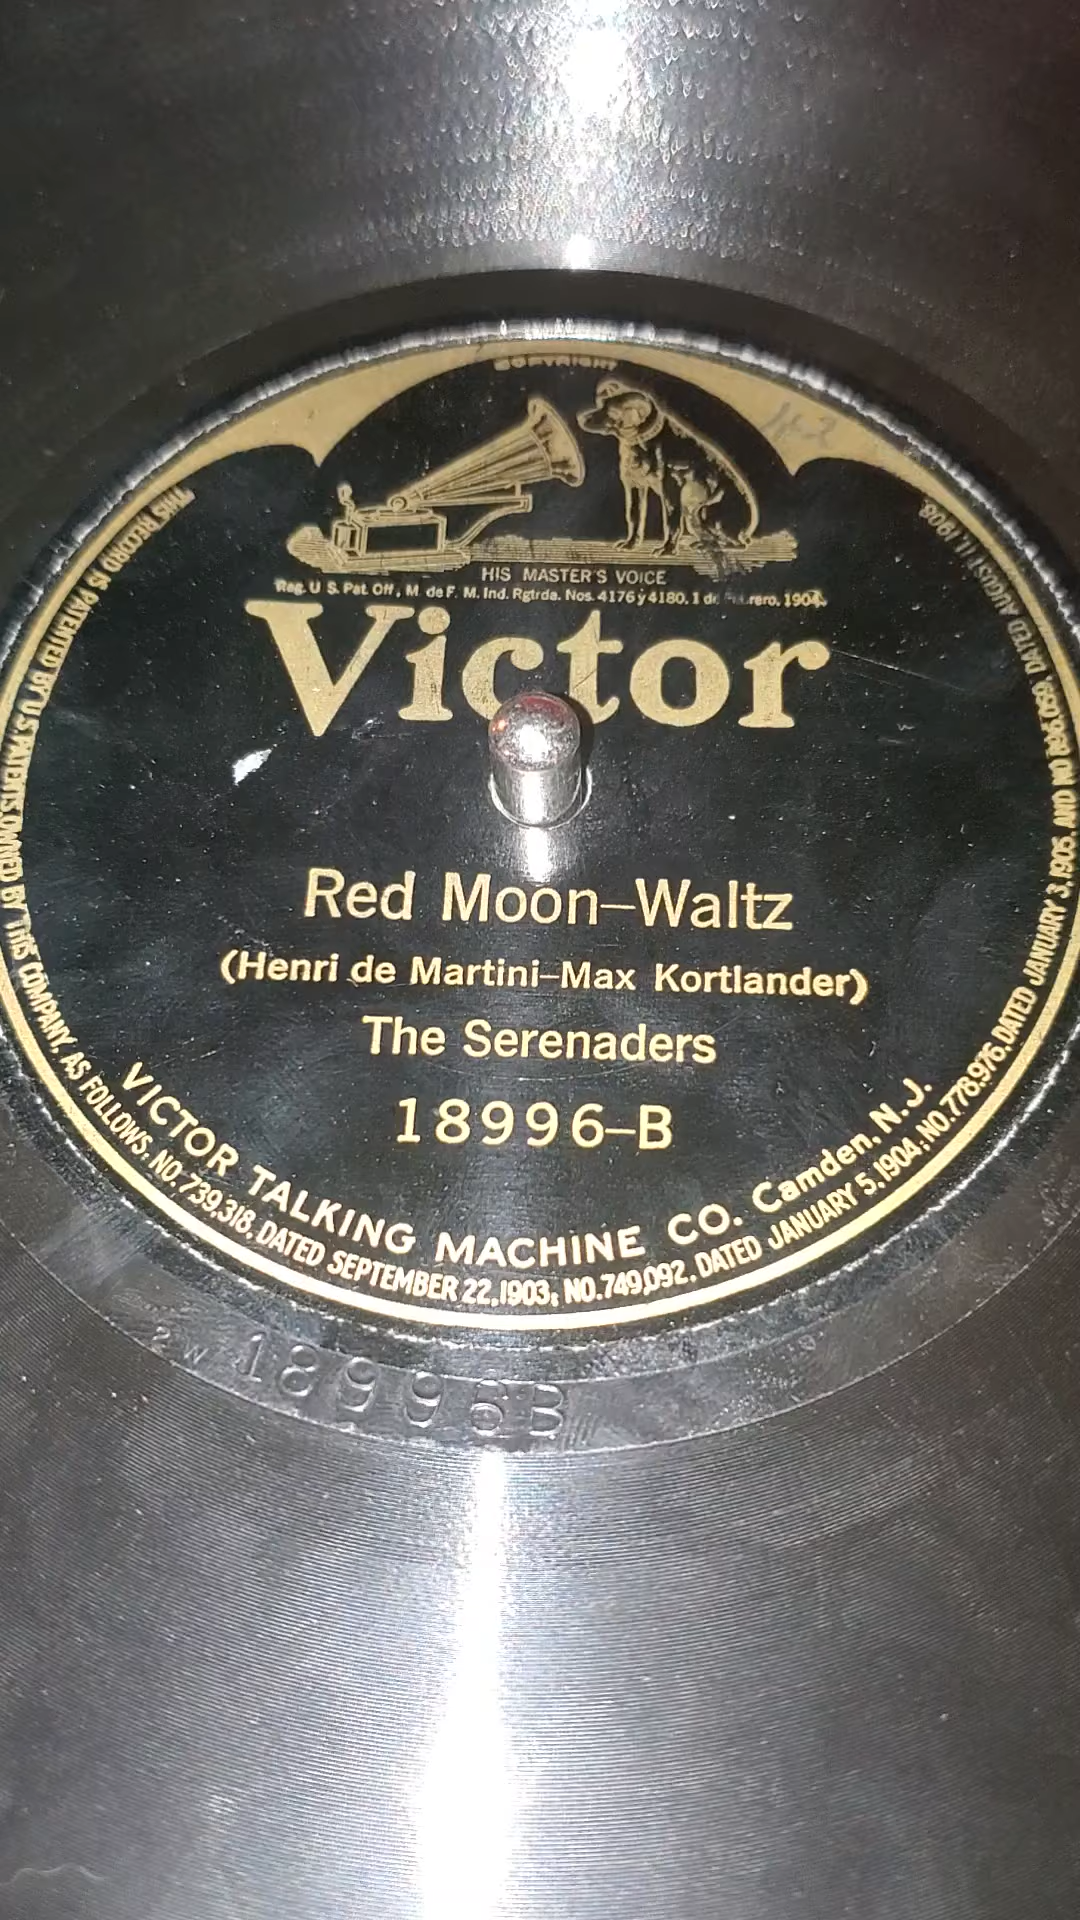 COPYRIGHT
HIS MASTER'S VOICE
Reg. U S. Pat. Off., M de F. M. Ind. Rgtrda. Nos. 4176 y 4180. 1 de rero. 1904.
Victor
Red Moon–Waltz
(Henri de Martini–Max Kortlander)
The Serenaders
18996–B
VICTOR TALKING MACHINE CO. Camden, N. J.
THIS RECORD IS PATENTED BY U.S. PATENTS OWNED BY THIS COMPANY, AS FOLLOWS: NO. 739,318, DATED SEPTEMBER 22, 1903; NO. 749,092, DATED JANUARY 5, 1904; NO. 778,976, DATED JANUARY 3, 1905. AND NO 896,059, DATED AUGUST 11, 1908.
2 W 18996B